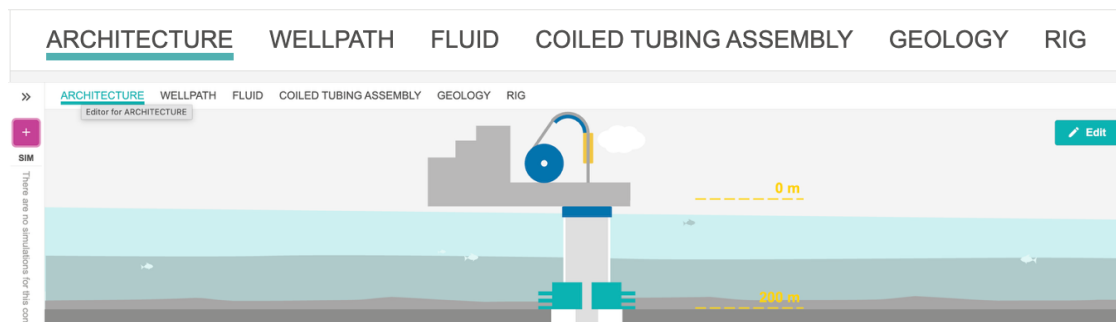 ARCHITECTURE WELLPATH FLUID COILED TUBING ASSEMBLY GEOLOGY RIG
» ARCHITECTURE WELLPATH FLUID COILED TUBING ASSEMBLY GEOLOGY RIG
Editor for ARCHITECTURE
+
Edit
SIM
There are no simulations for this con
0 m
200 m